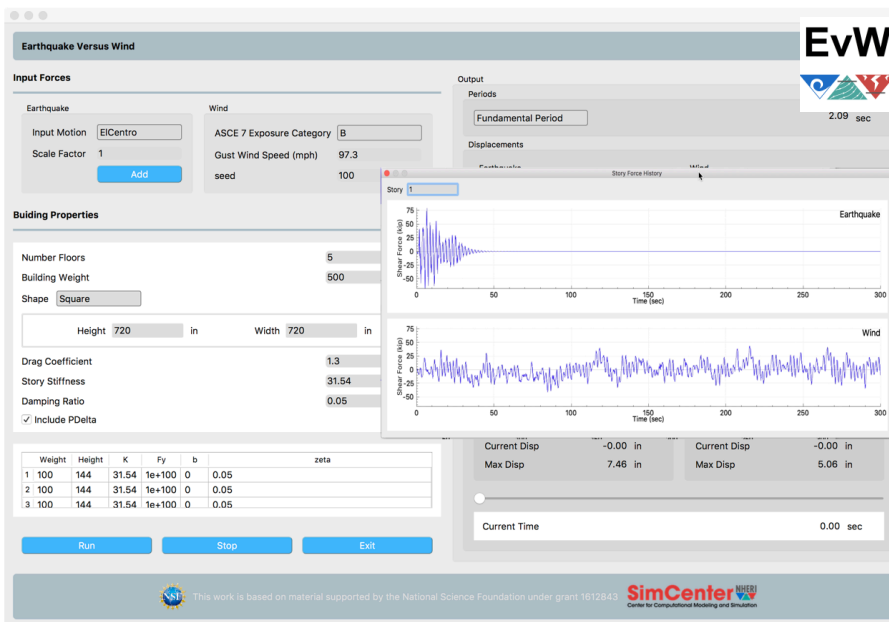 Earthquake Versus Wind
EvW
Input Forces
Earthquake
Input Motion ElCentro
Scale Factor 1
Add
Wind
ASCE 7 Exposure Category B
Gust Wind Speed (mph) 97.3
seed 100
Output
Periods
Fundamental Period 2.09 sec
Displacements
Story Force History
Story 1
Earthquake
Shear Force (kip)
75
50
25
0
-25
-50
0 50 100 150 200 250 300
Time (sec)
Wind
Shear Force (kip)
75
50
25
0
-25
-50
0 50 100 150 200 250 300
Time (sec)
Buiding Properties
Number Floors 5
Building Weight 500
Shape Square
Height 720 in Width 720 in
Drag Coefficient 1.3
Story Stiffness 31.54
Damping Ratio 0.05
✓ Include PDelta
Weight Height K Fy b zeta
1 100 144 31.54 1e+100 0 0.05
2 100 144 31.54 1e+100 0 0.05
3 100 144 31.54 1e+100 0 0.05
Current Disp -0.00 in Current Disp -0.00 in
Max Disp 7.46 in Max Disp 5.06 in
Current Time 0.00 sec
Run Stop Exit
NSF
This work is based on material supported by the National Science Foundation under grant 1612843
SimCenter NHERI
Center for Computational Modeling and Simulation